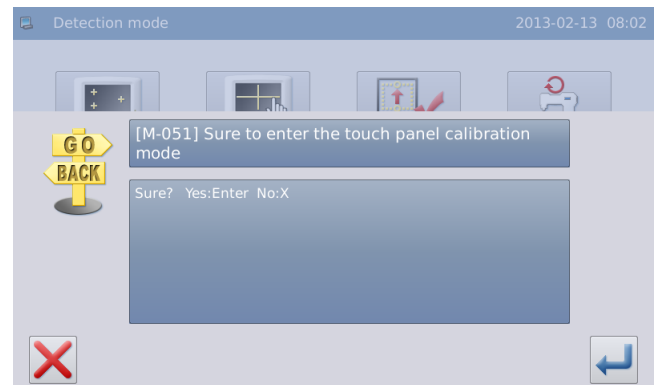 Detection mode
2013-02-13 08:02
GO
BACK
[M-051] Sure to enter the touch panel calibration
mode
Sure? Yes:Enter No:X